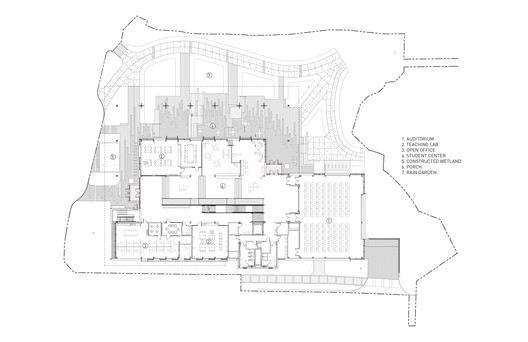 1. AUDITORIUM
2. TEACHING LAB
3. OPEN OFFICE
4. STUDENT CENTER
5. CONSTRUCTED WETLAND
6. PORCH
7. RAIN GARDEN